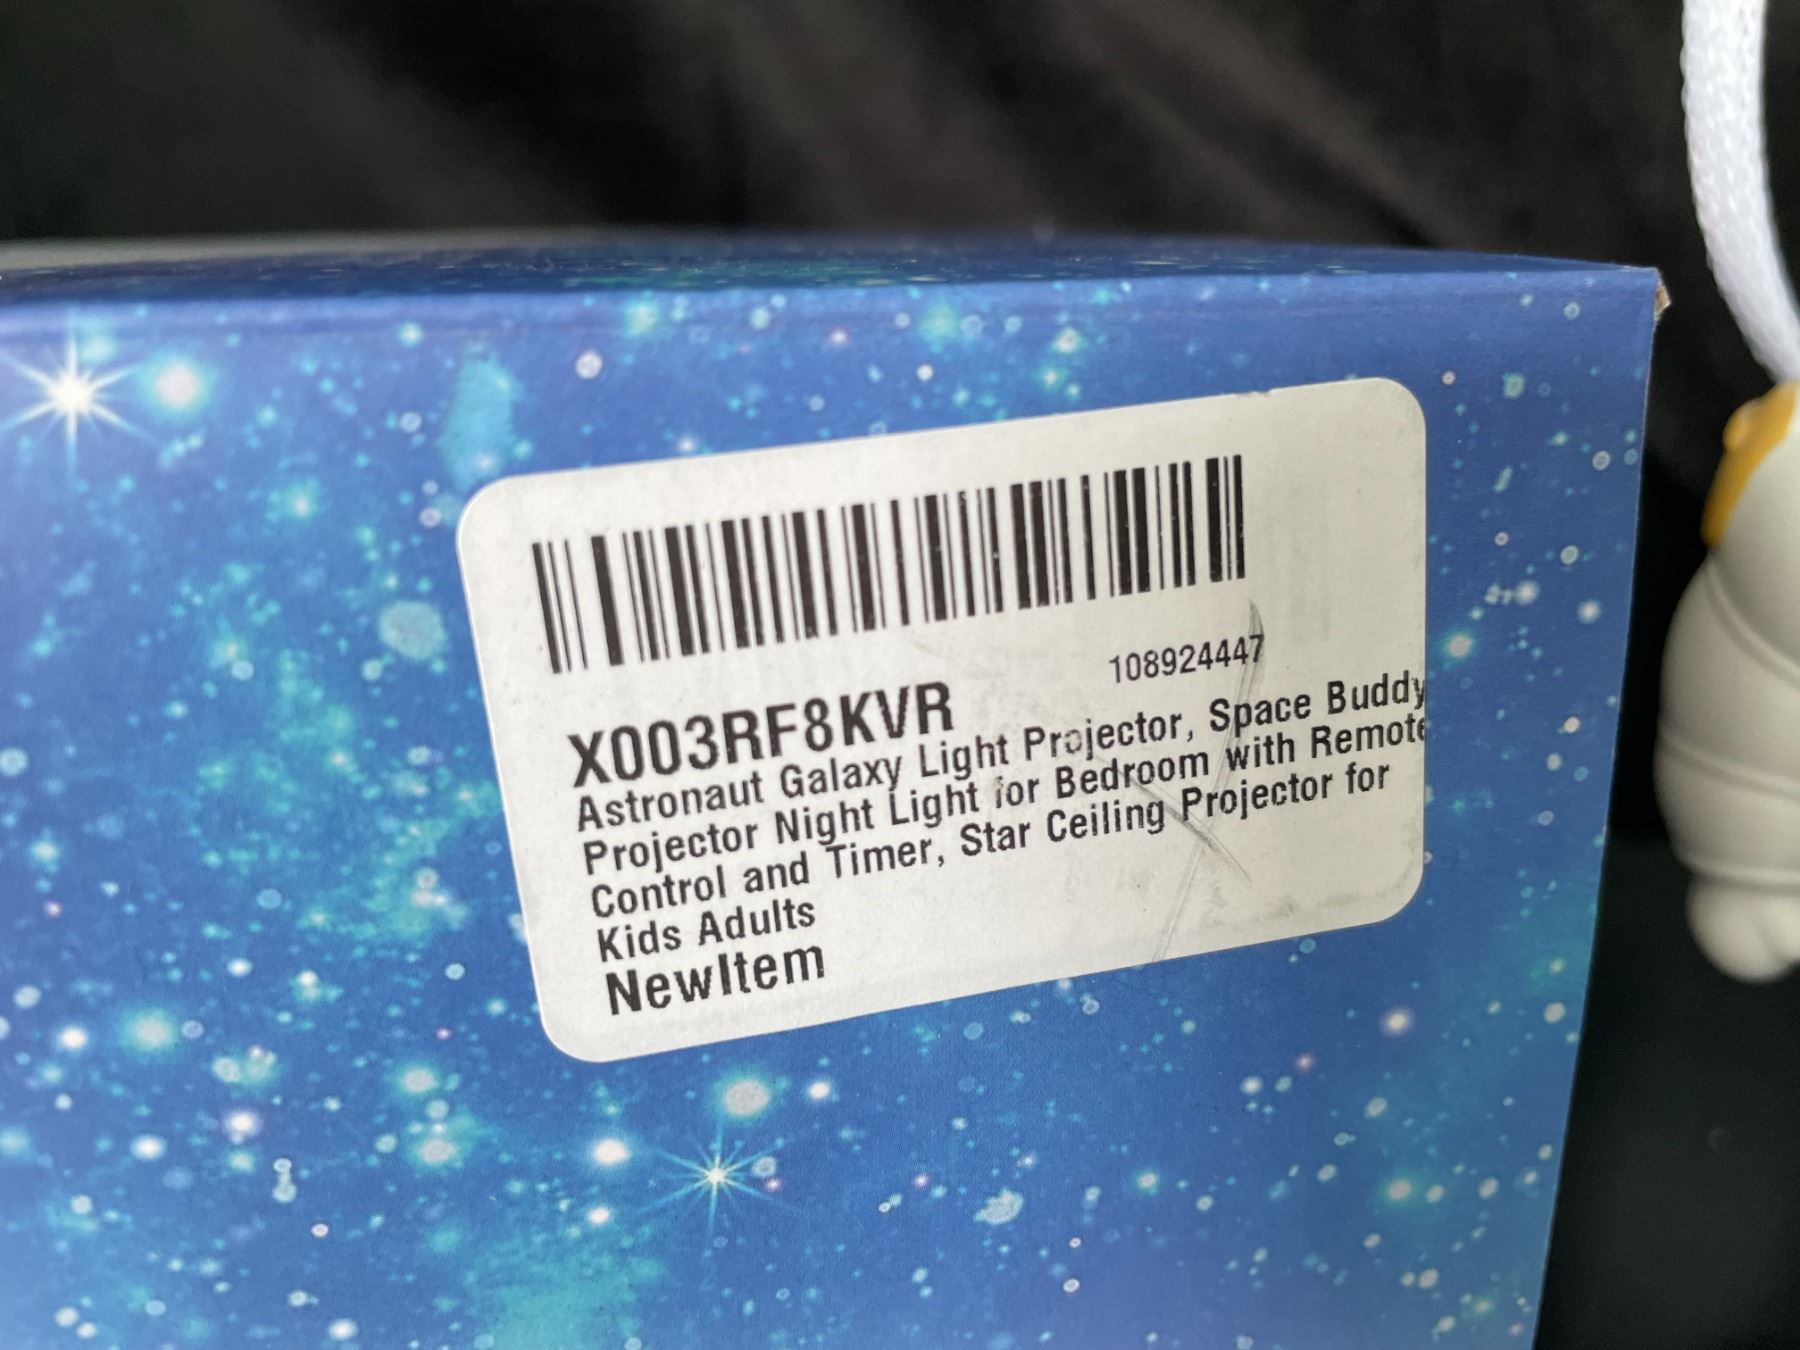 108924447
X003RF8KVR
Astronaut Galaxy Light Projector, Space Buddy
Projector Night Light for Bedroom with Remote
Control and Timer, Star Ceiling Projector for
Kids Adults
NewItem